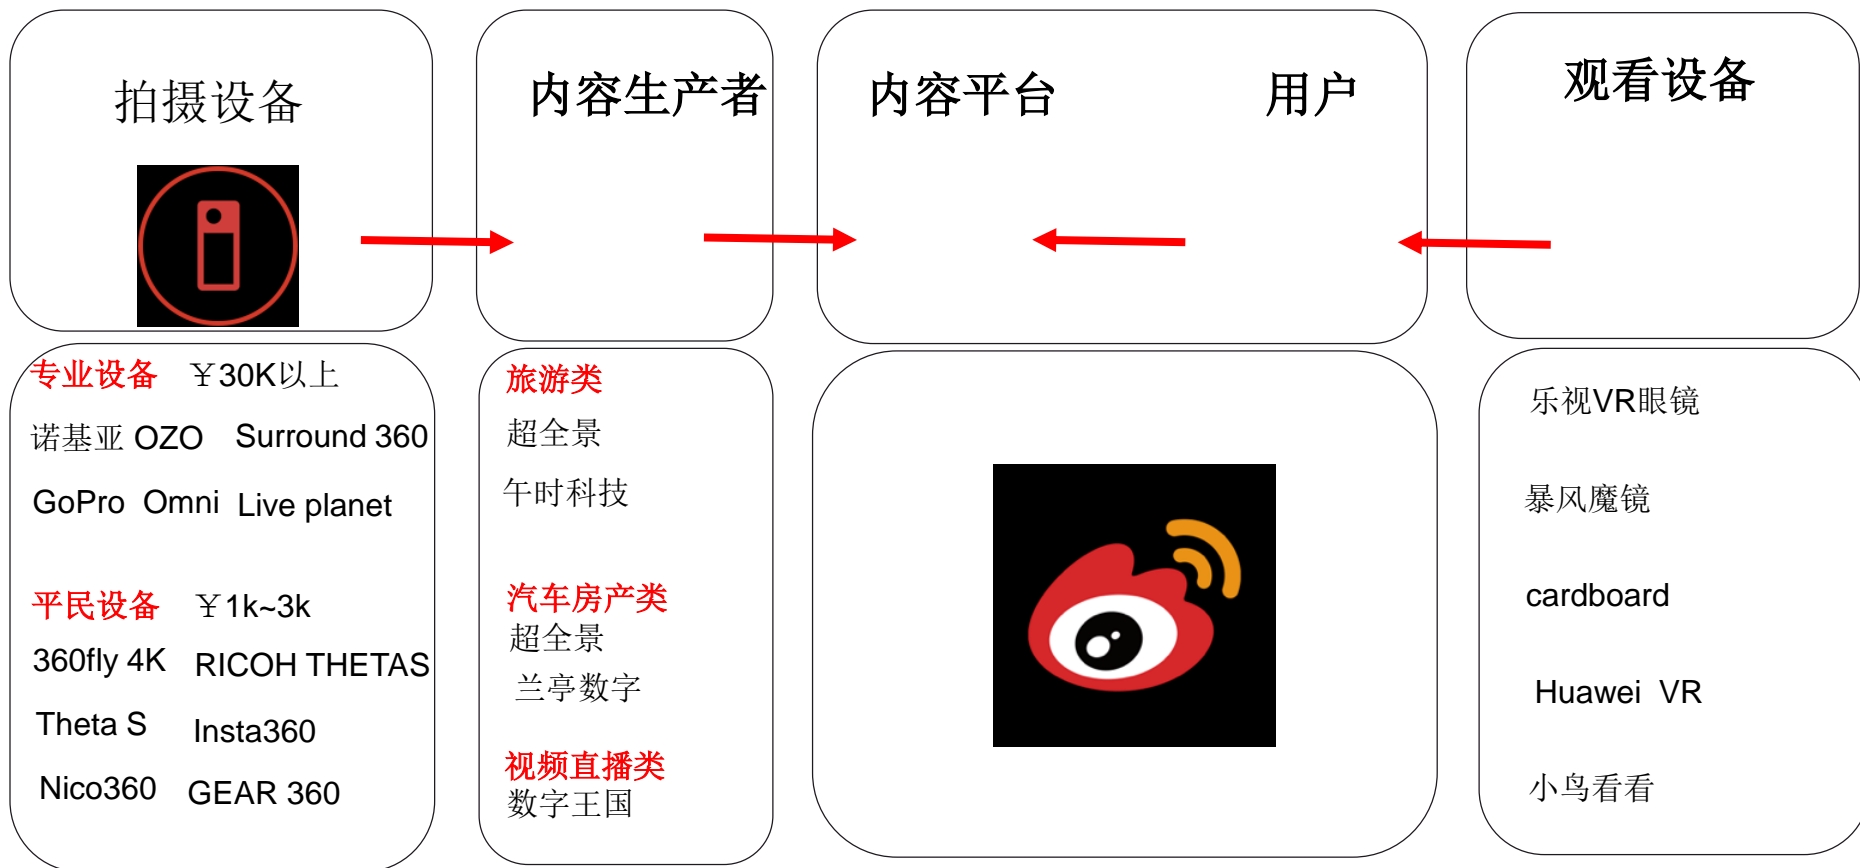 拍摄设备
内容生产者
内容平台
用户
观看设备
专业设备 ￥30K以上
诺基亚 OZO Surround 360
GoPro Omni Live planet
平民设备 ￥1k~3k
360fly 4K RICOH THETAS
Theta S Insta360
Nico360 GEAR 360
旅游类
超全景
午时科技
汽车房产类
超全景
兰亭数字
视频直播类
数字王国
乐视VR眼镜
暴风魔镜
cardboard
Huawei VR
小鸟看看